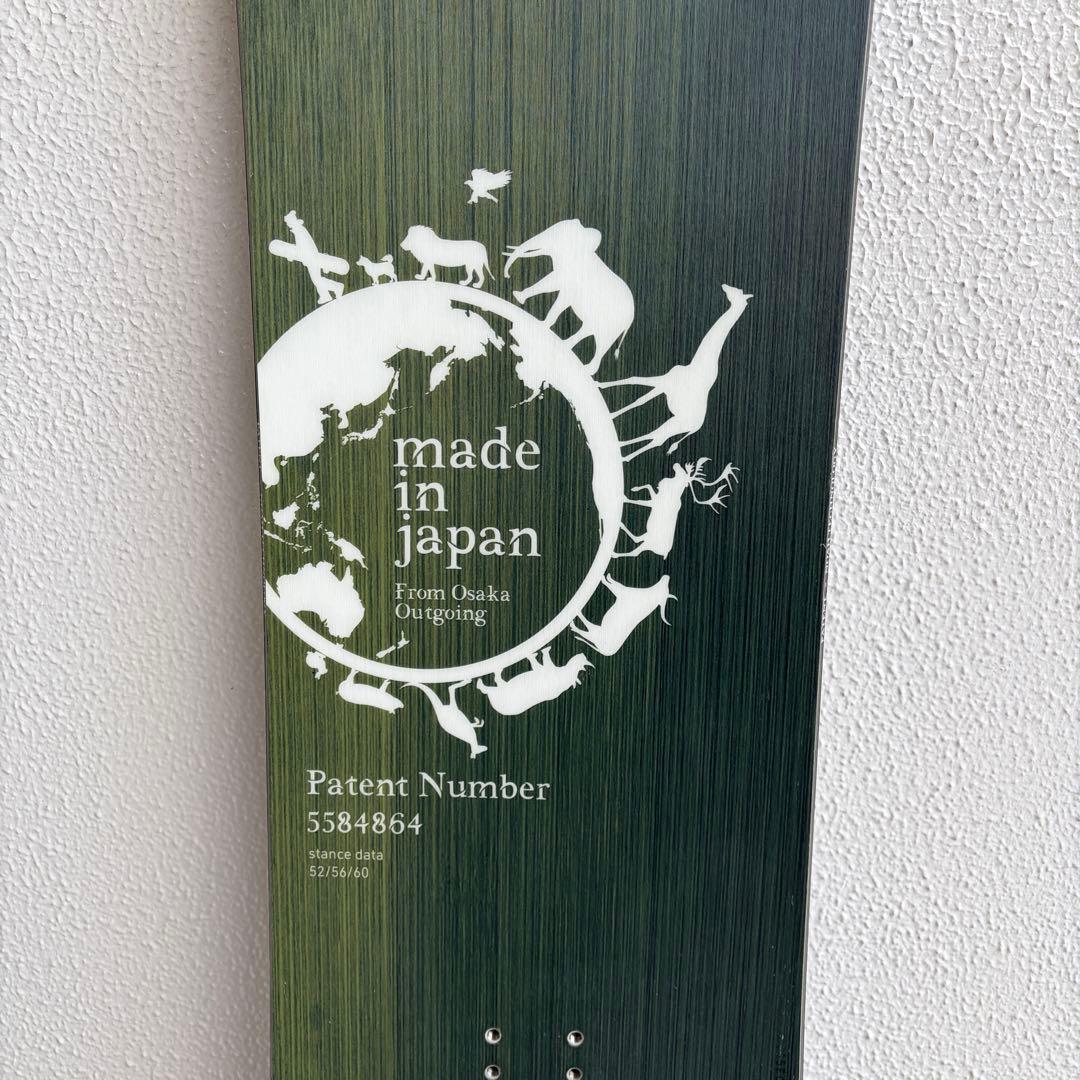 made
in
japan
From Osaka
Outgoing
Patent Number
5584864
stance data
52/56/60